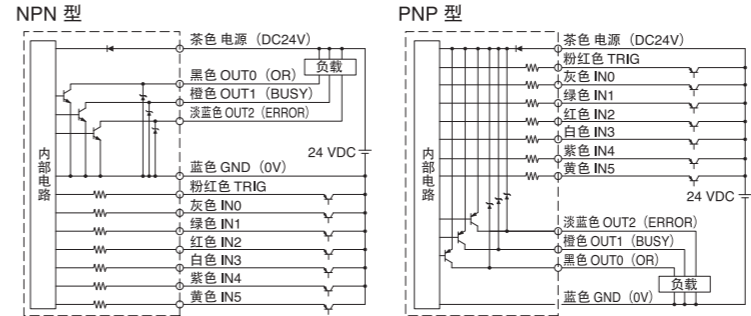 NPN 型
茶色 电源（DC24V）
负载
黑色 OUT0（OR）
橙色 OUT1（BUSY）
淡蓝色 OUT2（ERROR）
24 VDC
内部电路
蓝色 GND（0V）
粉红色 TRIG
灰色 IN0
绿色 IN1
红色 IN2
白色 IN3
紫色 IN4
黄色 IN5
PNP 型
茶色 电源（DC24V）
粉红色 TRIG
灰色 IN0
绿色 IN1
红色 IN2
白色 IN3
紫色 IN4
黄色 IN5
内部电路
24 VDC
淡蓝色 OUT2（ERROR）
橙色 OUT1（BUSY）
黑色 OUT0（OR）
负载
蓝色 GND（0V）